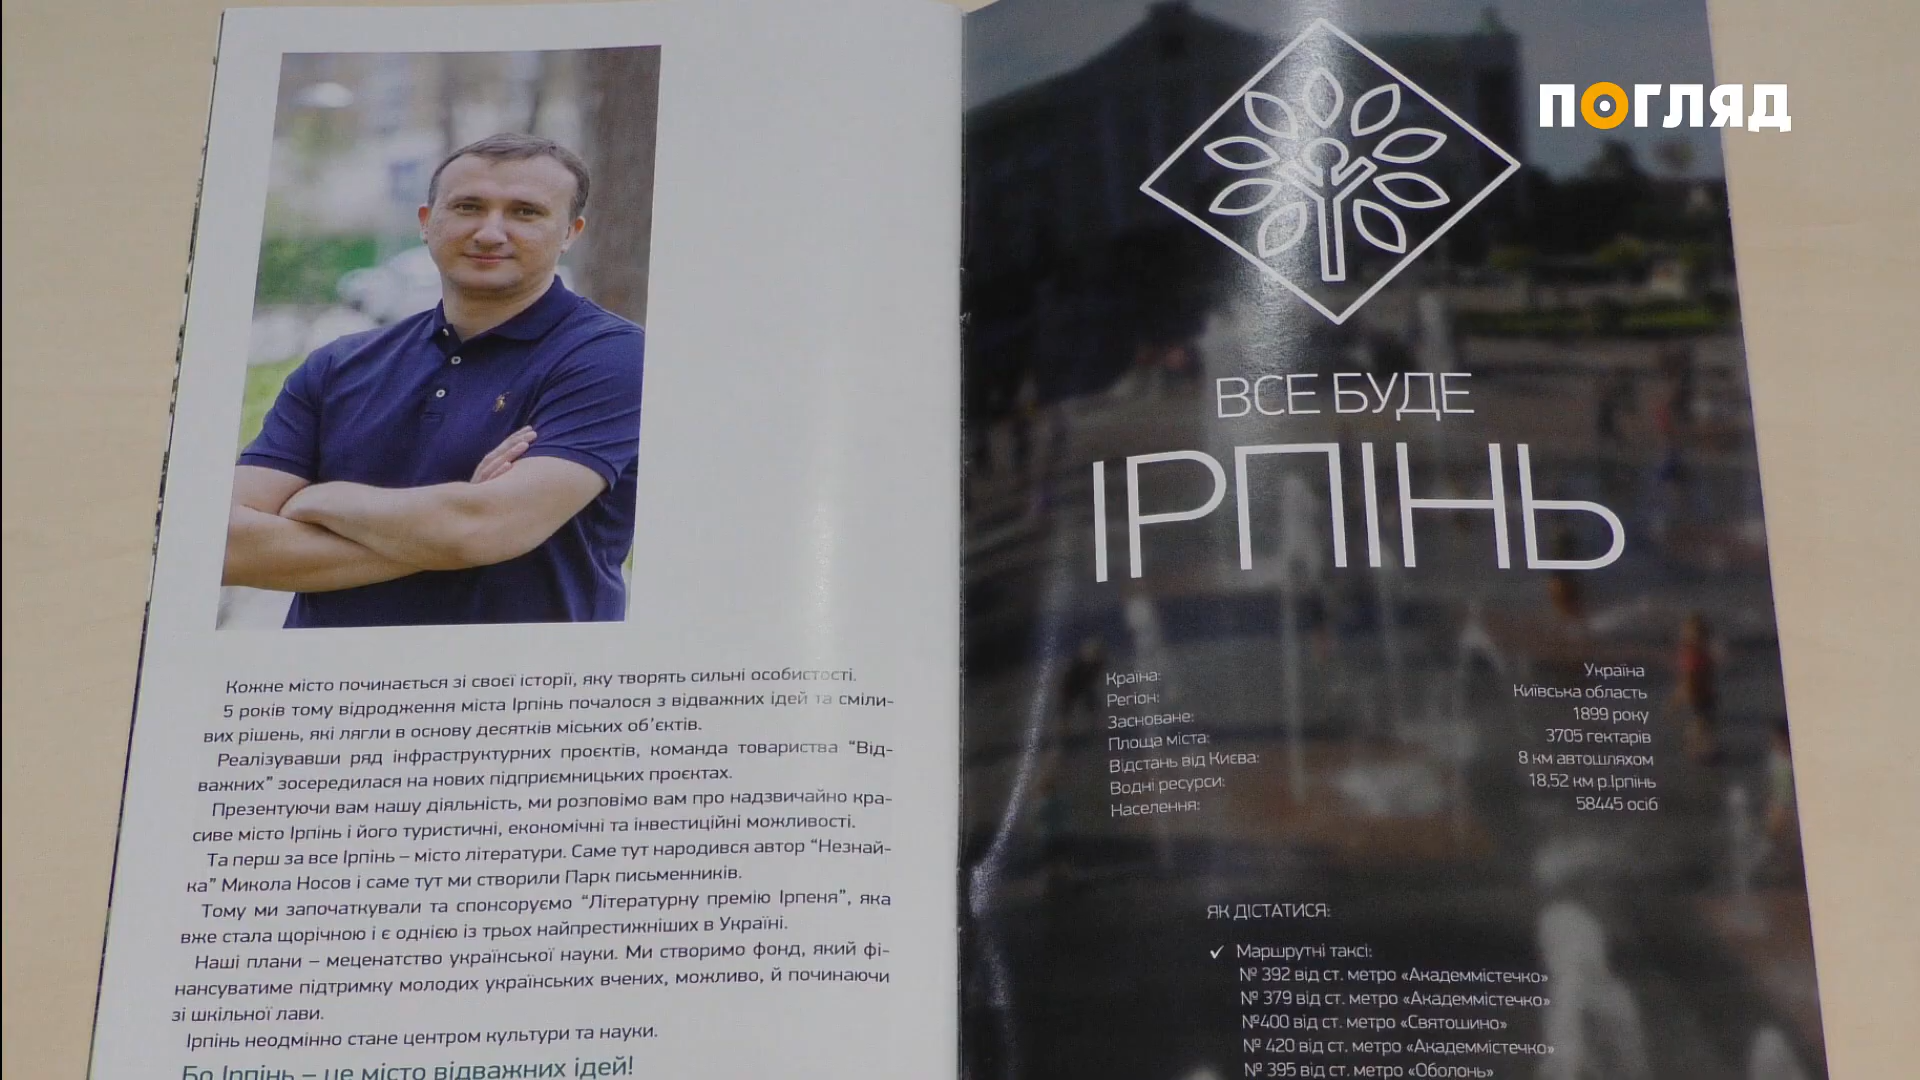 Кожне місто починається зі своєї історії, яку творять сильні особистості.
5 років тому відродження міста Ірпінь почалося з відважних ідей та сміли-
вих рішень, які лягли в основу десятків міських об'єктів.
Реалізувавши ряд інфраструктурних проєктів, команда товариства “Від-
важних” зосередилася на нових підприємницьких проєктах.
Презентуючи вам нашу діяльність, ми розповімо вам про надзвичайно кра-
сиве місто Ірпінь і його туристичні, економічні та інвестиційні можливості.
Та перш за все Ірпінь – місто літератури. Саме тут народився автор “Незнай-
ка” Микола Носов і саме тут ми створили Парк письменників.
Тому ми започаткували та спонсоруємо “Літературну премію Ірпеня”, яка
вже стала щорічною і є однією із трьох найпрестижніших в Україні.
Наші плани – меценатство української науки. Ми створимо фонд, який фі-
нансуватиме підтримку молодих українських вчених, можливо, й починаючи
зі шкільної лави.
Ірпінь неодмінно стане центром культури та науки.
Бо Ірпінь – це місто відважних ідей!
ПОГЛЯД
ВСЕ БУДЕ
ІРПІНЬ
Країна: Україна
Регіон: Київська область
Засноване: 1899 року
Площа міста: 3705 гектарів
Відстань від Києва: 8 км автошляхом
Водні ресурси: 18,52 км р.Ірпінь
Населення: 58445 осіб
ЯК ДІСТАТИСЯ:
✓ Маршрутні таксі:
№ 392 від ст. метро «Академмістечко»
№ 379 від ст. метро «Академмістечко»
№400 від ст. метро «Святошино»
№ 420 від ст. метро «Академмістечко»
№ 395 від ст. метро «Оболонь»